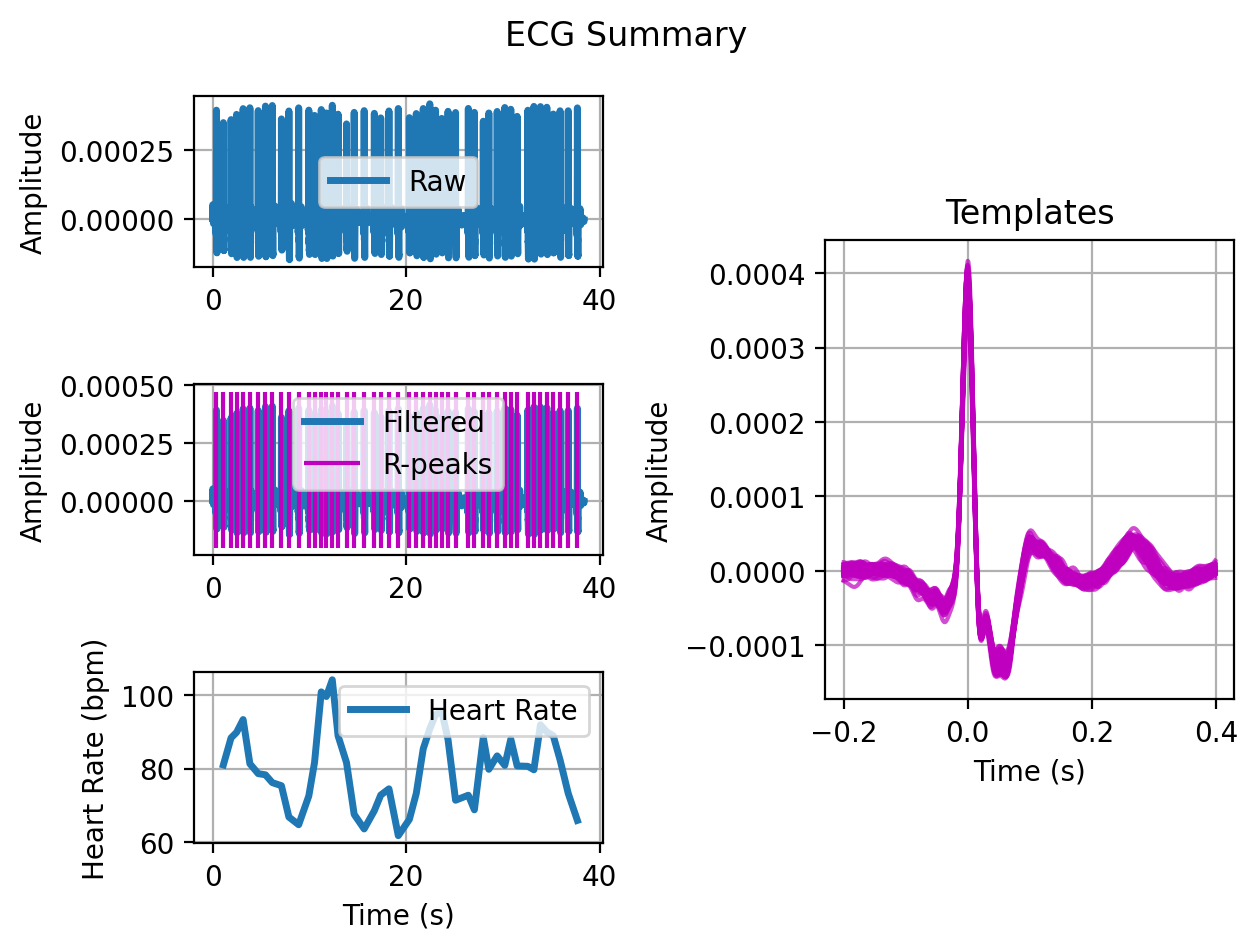 ECG Summary
Amplitude
0.00025
0.00000
Raw
0
20
40
Amplitude
0.00050
0.00025
0.00000
Filtered
R-peaks
0
20
40
Heart Rate (bpm)
100
80
60
Heart Rate
0
20
40
Time (s)
Templates
Amplitude
0.0004
0.0003
0.0002
0.0001
0.0000
−0.0001
−0.2
0.0
0.2
0.4
Time (s)